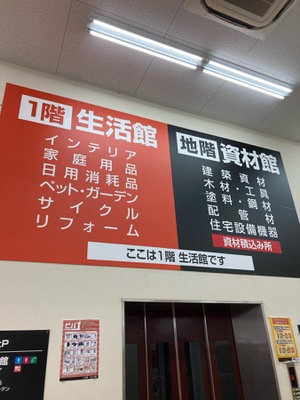 1階 生活館
インテリア
家庭用品
日用消耗品
ペット・ガーデン
サイクル
リフォーム
地階 資材館
建築資材
木材・工具
塗料・鋼材
配管材
住宅設備機器
資材積込み所
ここは1階 生活館です